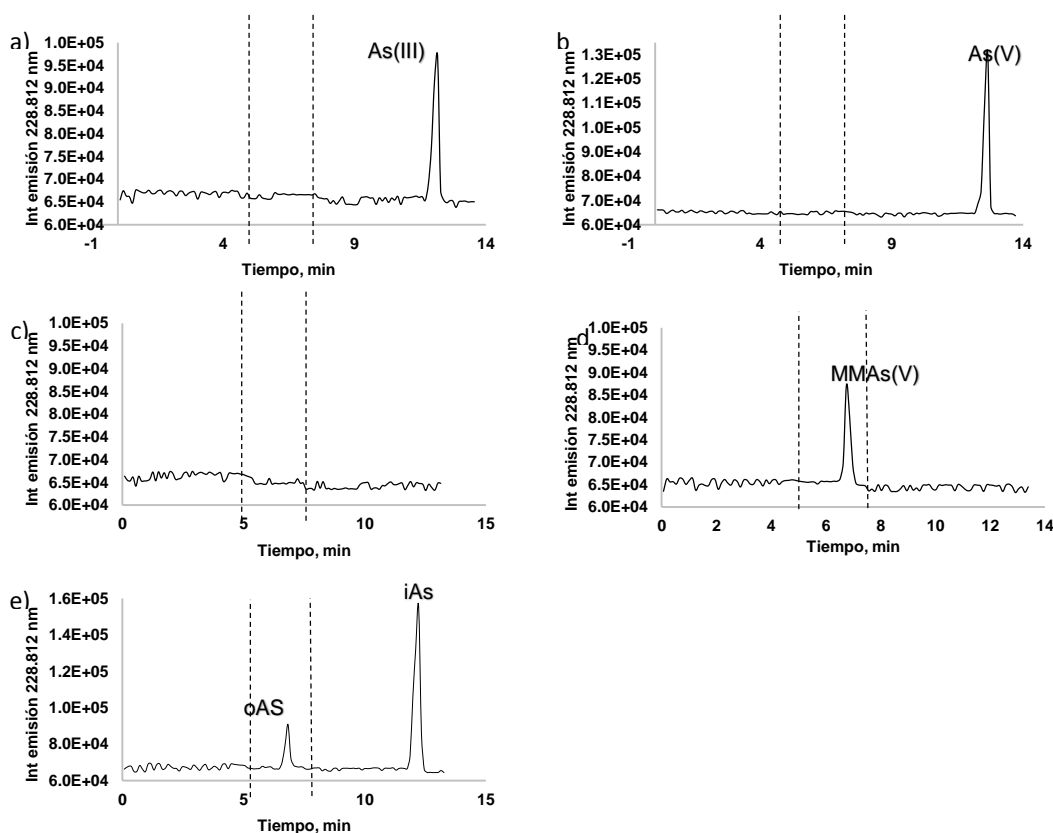 a)
As(III)
Int emisión 228.812 nm
1.0E+05
9.5E+04
9.0E+04
8.5E+04
8.0E+04
7.5E+04
7.0E+04
6.5E+04
6.0E+04
-1 4 9 14
Tiempo, min
b
As(V)
Int emisión 228.812 nm
1.3E+05
1.2E+05
1.1E+05
1.0E+05
9.0E+04
8.0E+04
7.0E+04
6.0E+04
-1 4 9 14
Tiempo, min
c)
Int emisión 228.812 nm
1.0E+05
9.5E+04
9.0E+04
8.5E+04
8.0E+04
7.5E+04
7.0E+04
6.5E+04
6.0E+04
0 5 10 15
Tiempo, min
d
MMAs(V)
Int emisión 228.812 nm
1.0E+05
9.5E+04
9.0E+04
8.5E+04
8.0E+04
7.5E+04
7.0E+04
6.5E+04
6.0E+04
0 2 4 6 8 10 12 14
Tiempo, min
e)
iAs
oAS
Int emisión 228.812 nm
1.6E+05
1.4E+05
1.2E+05
1.0E+05
8.0E+04
6.0E+04
0 5 10 15
Tiempo, min